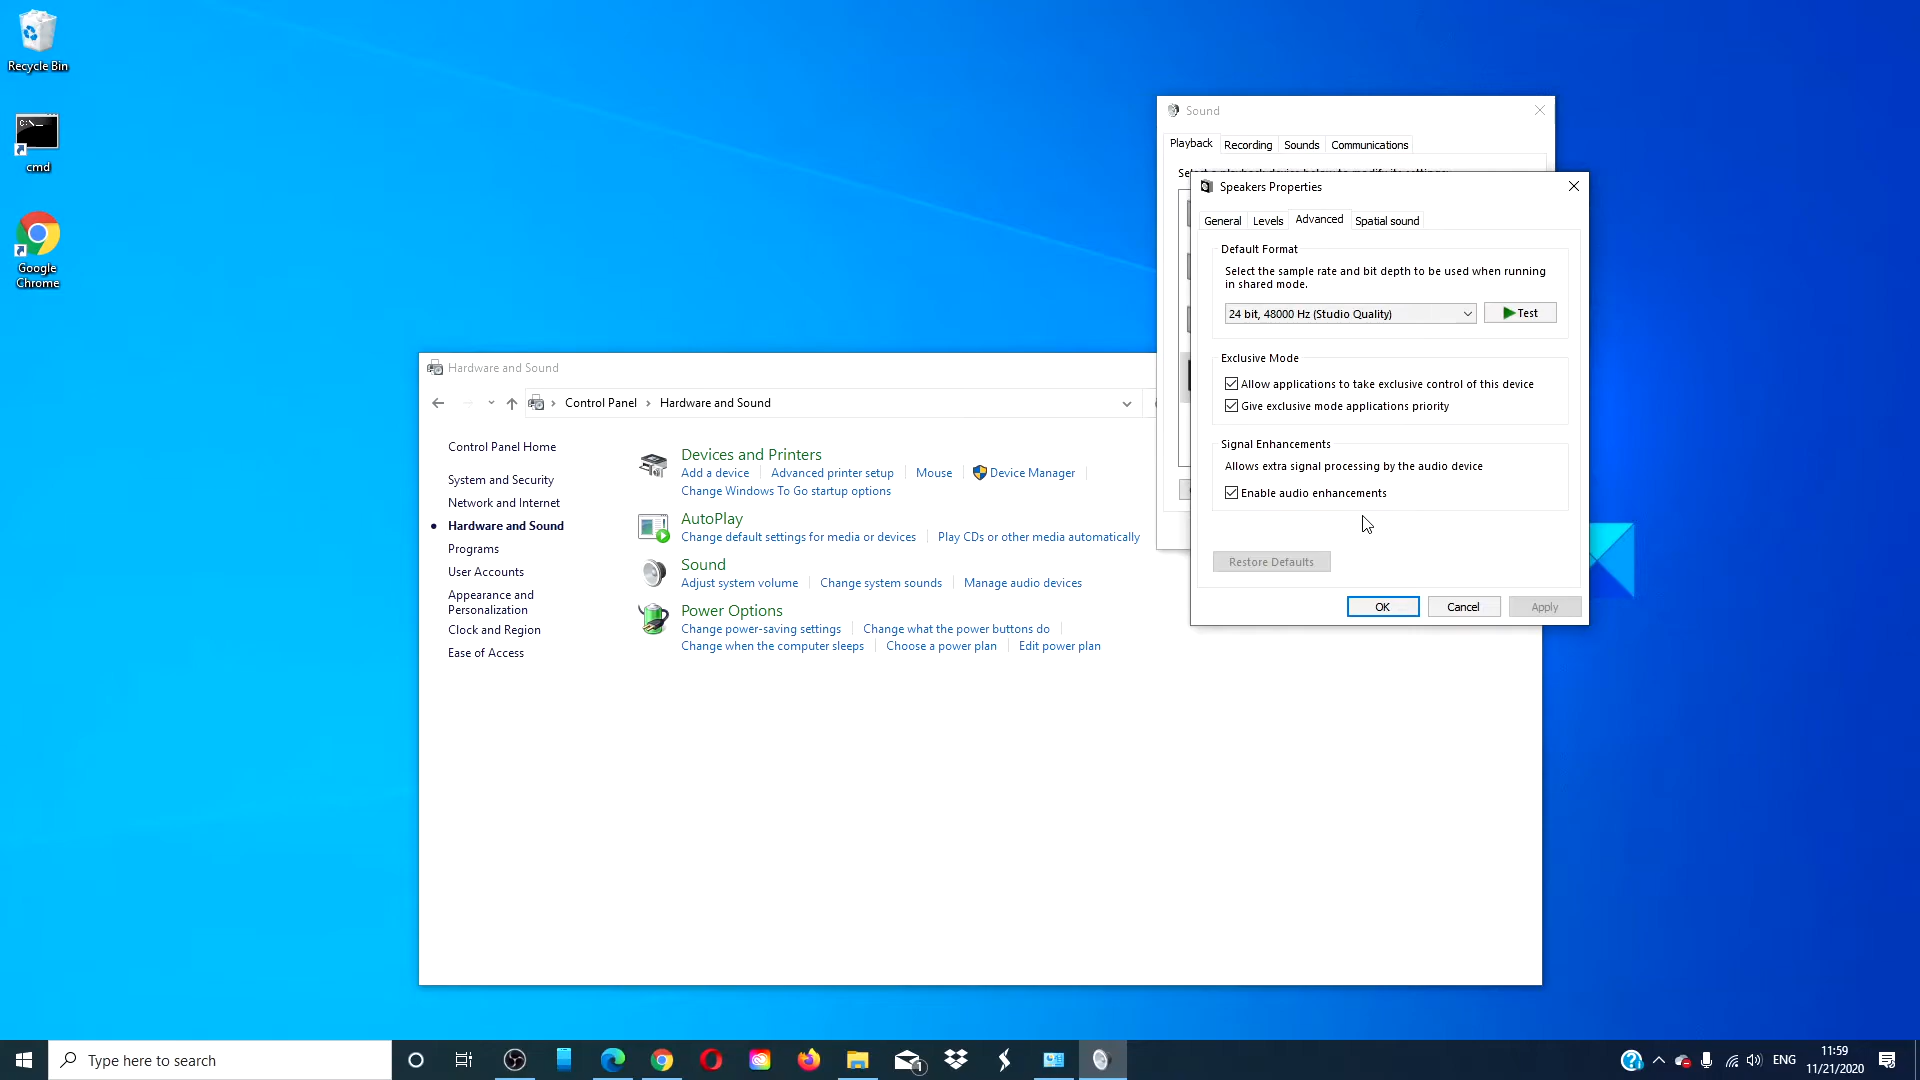 Recycle Bin
C:\._
cmd
Google
Chrome
Sound
Playback
Recording
Sounds
Communications
Speakers Properties
General
Levels
Advanced
Spatial sound
Default Format
Select the sample rate and bit depth to be used when running
in shared mode.
24 bit, 48000 Hz (Studio Quality)
Test
Exclusive Mode
Allow applications to take exclusive control of this device
Give exclusive mode applications priority
Signal Enhancements
Allows extra signal processing by the audio device
Enable audio enhancements
Restore Defaults
OK
Cancel
Apply
Hardware and Sound
Control Panel > Hardware and Sound
Control Panel Home
System and Security
Network and Internet
Hardware and Sound
Programs
User Accounts
Appearance and
Personalization
Clock and Region
Ease of Access
Devices and Printers
Add a device
Advanced printer setup
Mouse
Device Manager
Change Windows To Go startup options
AutoPlay
Change default settings for media or devices
Play CDs or other media automatically
Sound
Adjust system volume
Change system sounds
Manage audio devices
Power Options
Change power-saving settings
Change what the power buttons do
Change when the computer sleeps
Choose a power plan
Edit power plan
Type here to search
1
ENG
11:59
11/21/2020